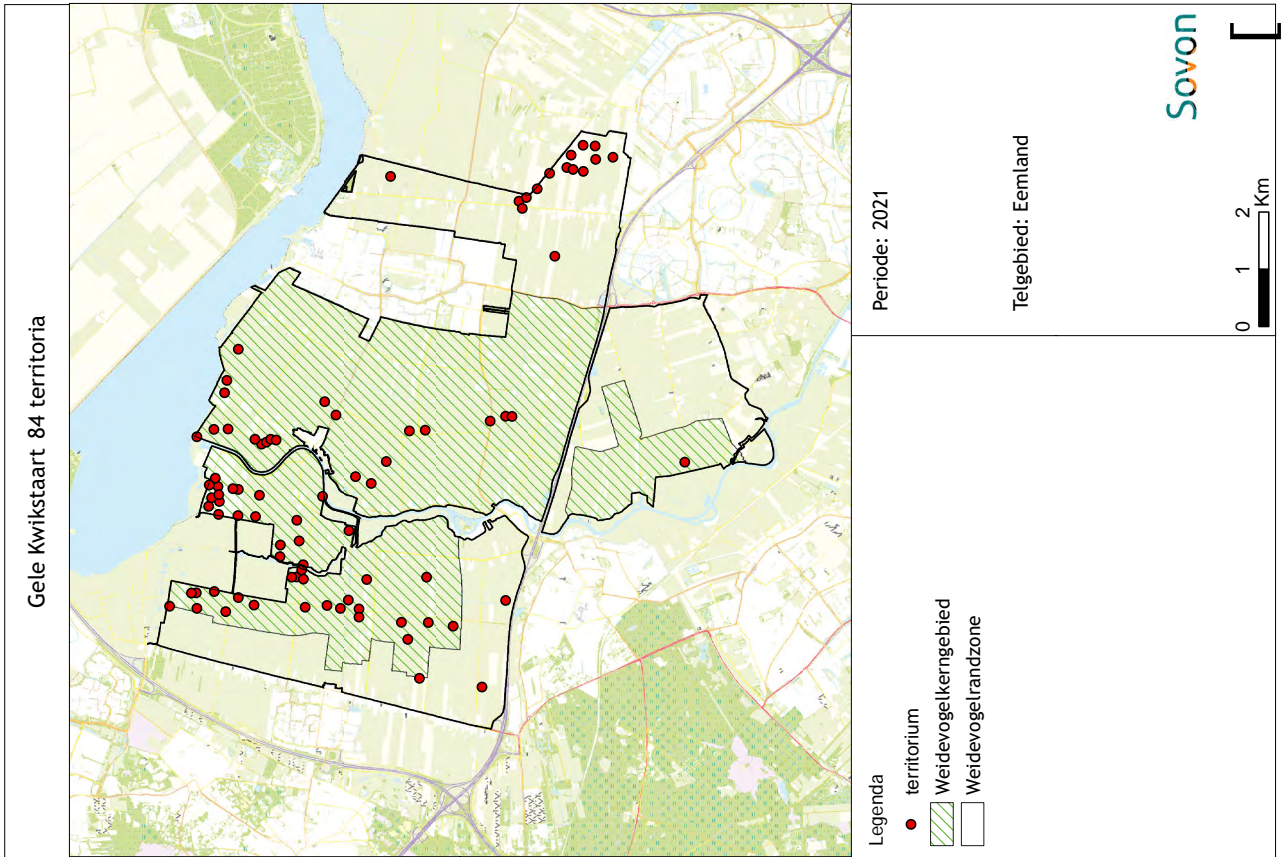 Gele Kwikstaart 84 territoria
Legenda
territorium
Weidevogelkerngebied
Weidevogelrandzone
Periode: 2021
Telgebied: Eemland
0 1 2
Km
Sovon